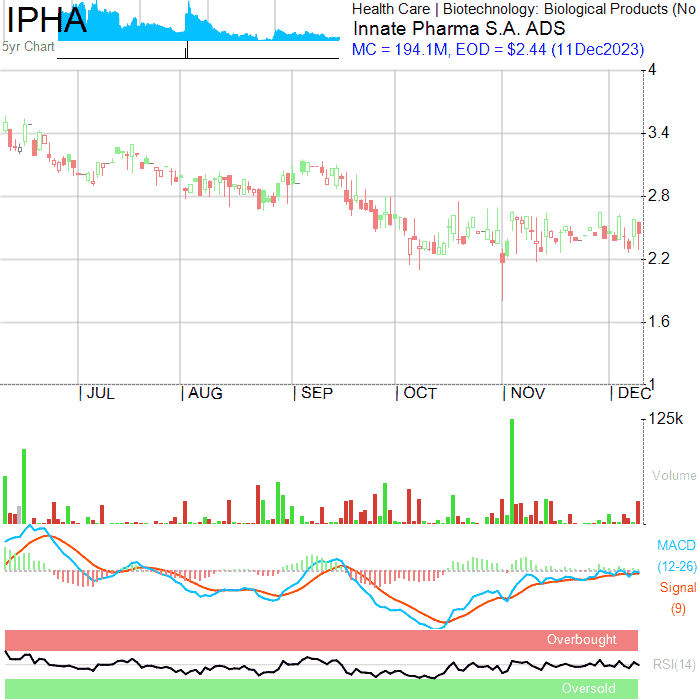 IPHA
5yr Chart
Health Care | Biotechnology: Biological Products (No
Innate Pharma S.A. ADS
MC = 194.1M, EOD = $2.44 (11Dec2023)
4
3.4
2.8
2.2
1.6
1
| JUL | AUG | SEP | OCT | NOV | DEC
125k
Volume
MACD
(12-26)
Signal
(9)
Overbought
RSI(14)
Oversold